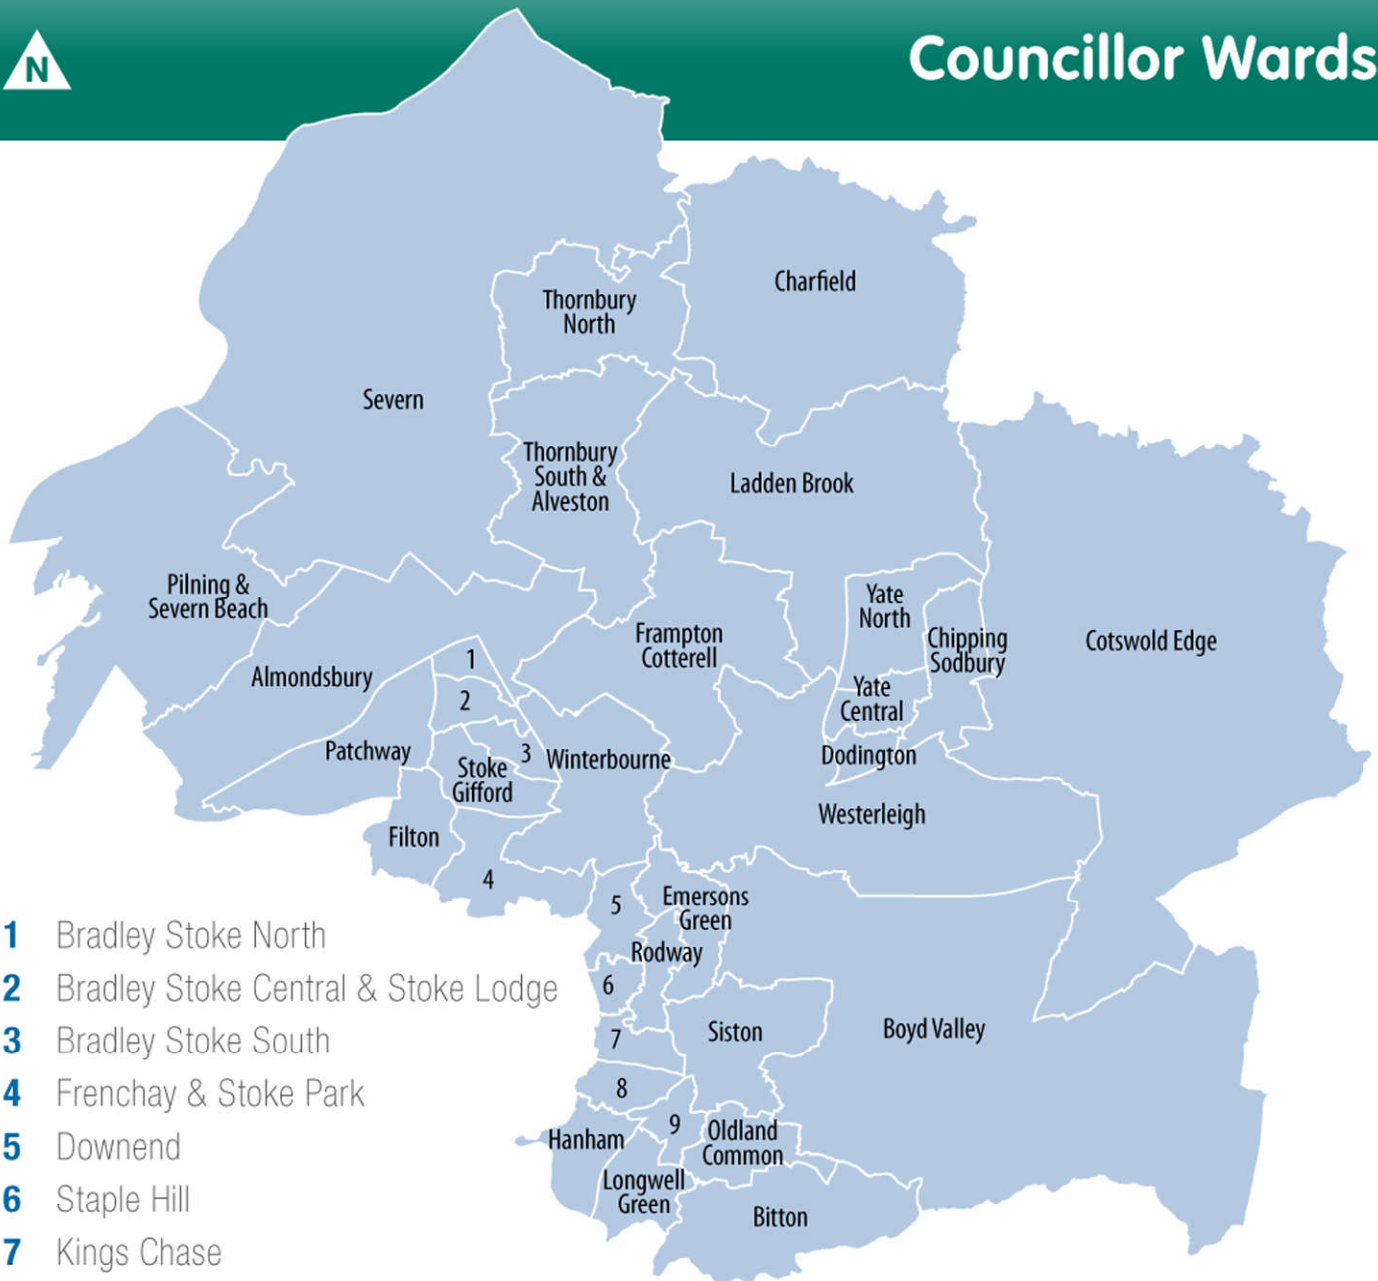 N
Councillor Wards
Charfield
Thornbury
North
Severn
Thornbury
South &
Alveston
Ladden Brook
Pilning &
Severn Beach
Yate
North
Frampton
Cotterell
Chipping
Sodbury
Cotswold Edge
Almondsbury
1
2
Yate
Central
Patchway
3
Winterbourne
Stoke
Gifford
Dodington
Westerleigh
Filton
4
5
Emersons
Green
Rodway
6
7
Siston
Boyd Valley
8
9
Hanham
Oldland
Common
Longwell
Green
Bitton
1 Bradley Stoke North
2 Bradley Stoke Central & Stoke Lodge
3 Bradley Stoke South
4 Frenchay & Stoke Park
5 Downend
6 Staple Hill
7 Kings Chase